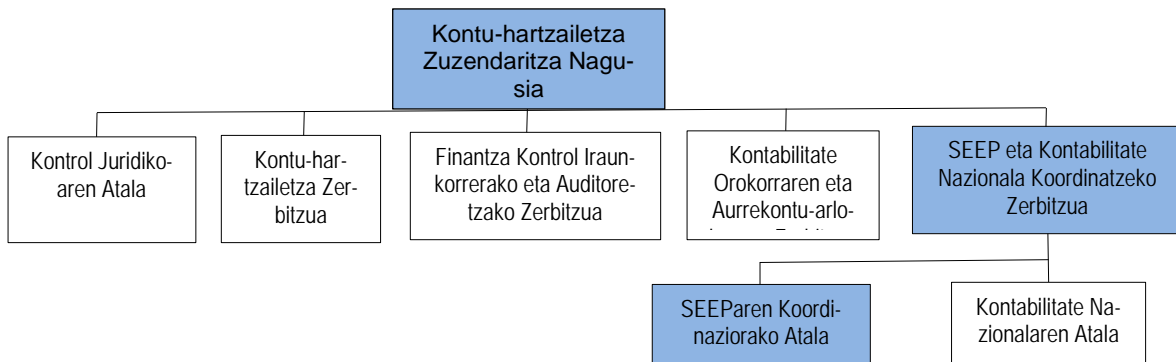 Kontu-hartzailetza
Zuzendaritza Nagu-
sia
Kontrol Juridiko-
aren Atala
Kontu-har-
tzailetza Zer-
bitzua
Finantza Kontrol Iraun-
korrerako eta Auditore-
tzako Zerbitzua
Kontabilitate
Orokorraren eta
Aurrekontu-arlo-
SEEP eta Kontabilitate
Nazionala Koordinatzeko
Zerbitzua
SEEParen Koordi-
naziorako Atala
Kontabilitate Na-
zionalaren Atala